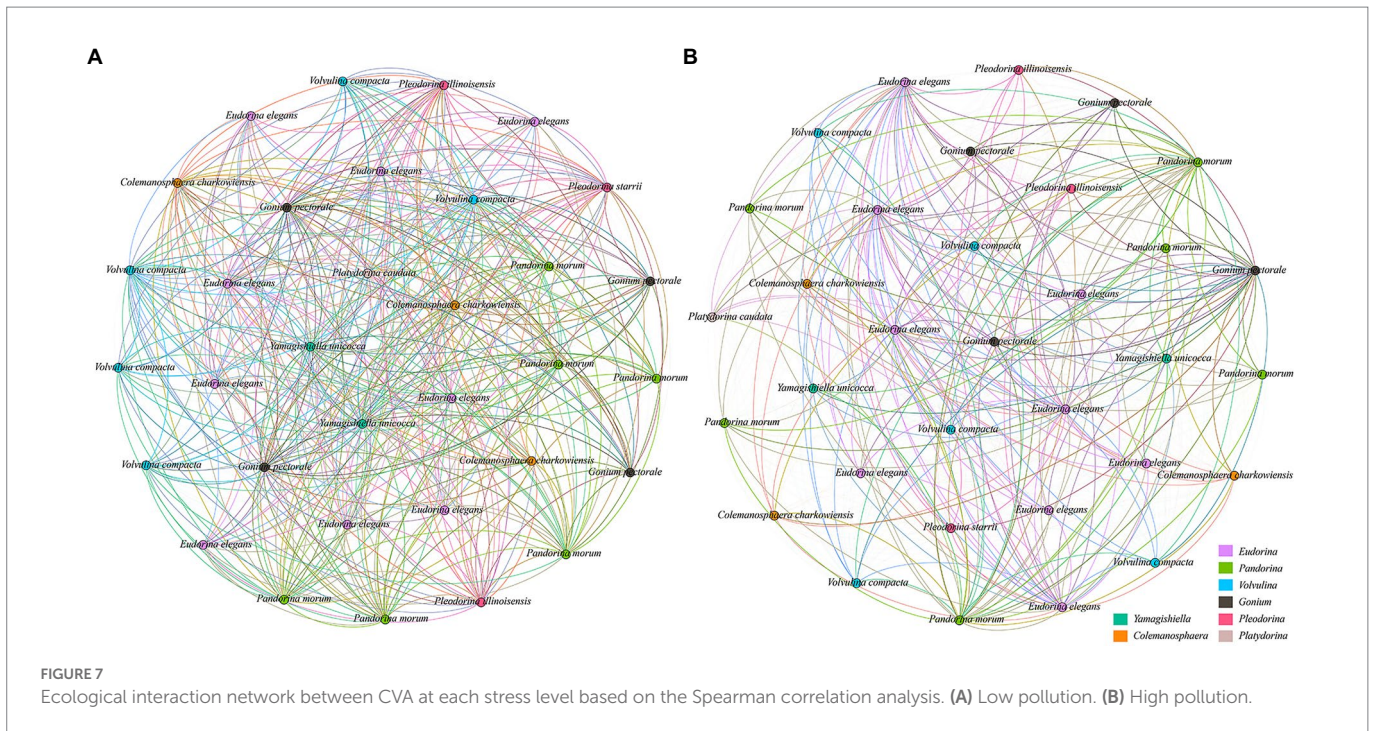 A
Volvulina compacta
Pleodorina illinoisensis
Eudorina elegans
Eudorina elegans
Eudorina elegans
Colemanosphaera charkowiensis
Pleodorina starrii
Volvulina compacta
Gonium pectorale
Volvulina compacta
Eudorina elegans
Platydorina caudata
Pandorina morum
Gonium pectorale
Colemanosphaera charkowiensis
Yamagishiella unicocca
Volvulina compacta
Pandorina morum
Pandorina morum
Eudorina elegans
Eudorina elegans
Yamagishiella unicocca
Volvulina compacta
Gonium pectorale
Colemanosphaera charkowiensis
Gonium pectorale
Eudorina elegans
Eudorina elegans
Eudorina elegans
Pandorina morum
Pandorina morum
Pleodorina illinoisensis
Pandorina morum
B
Pleodorina illinoisensis
Eudorina elegans
Gonium pectorale
Volvulina compacta
Gonium pectorale
Pandorina morum
Pleodorina illinoisensis
Pandorina morum
Eudorina elegans
Volvulina compacta
Pandorina morum
Gonium pectorale
Colemanosphaera charkowiensis
Eudorina elegans
Platydorina caudata
Eudorina elegans
Gonium pectorale
Yamagishiella unicocca
Pandorina morum
Yamagishiella unicocca
Eudorina elegans
Pandorina morum
Volvulina compacta
Eudorina elegans
Eudorina elegans
Colemanosphaera charkowiensis
Colemanosphaera charkowiensis
Eudorina elegans
Pleodorina starrii
Volvulina compacta
Volvulina compacta
Eudorina elegans
Pandorina morum
Eudorina
Pandorina
Volvulina
Gonium
Yamagishiella
Pleodorina
Colemanosphaera
Platydorina
FIGURE 7
Ecological interaction network between CVA at each stress level based on the Spearman correlation analysis. (A) Low pollution. (B) High pollution.